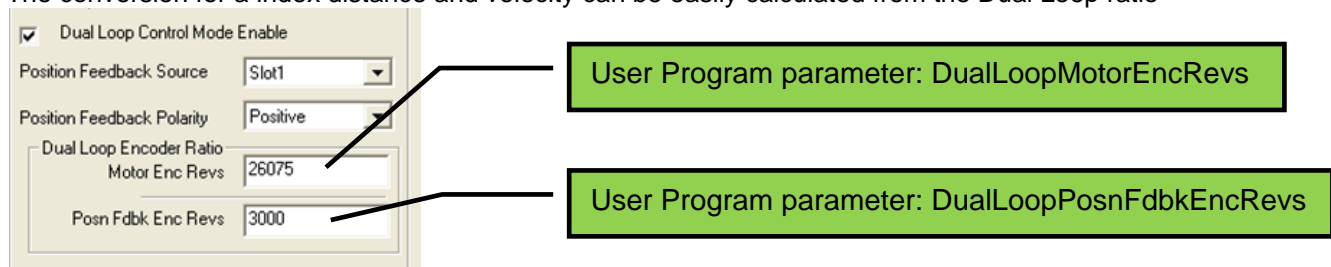 The conversion for a index distance and velocity can be easily calculated from the Dual Loop ratio
Dual Loop Control Mode Enable
Position Feedback Source Slot1
Position Feedback Polarity Positive
Dual Loop Encoder Ratio
Motor Enc Revs 26075
Posn Fdbk Enc Revs 3000
User Program parameter: DualLoopMotorEncRevs
User Program parameter: DualLoopPosnFdbkEncRevs